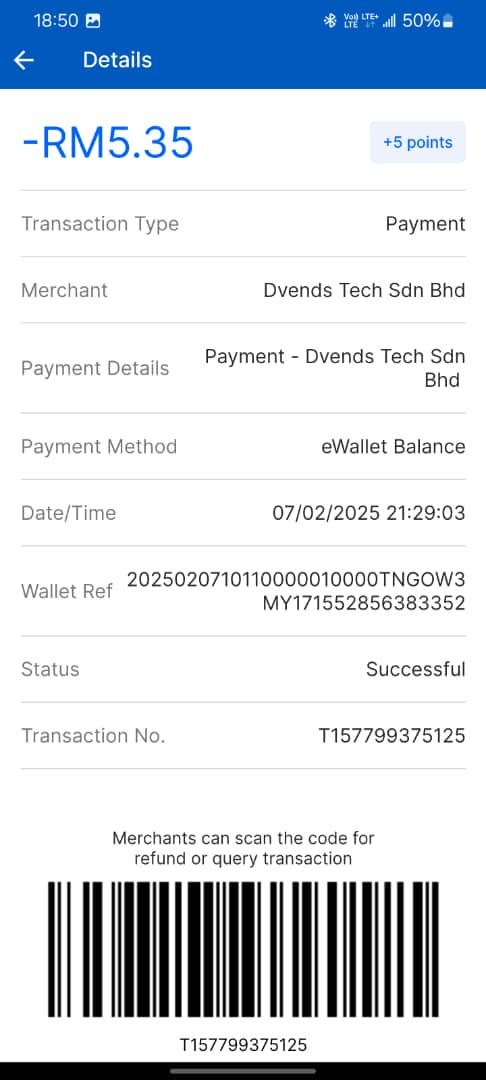 18:50 Vo) LTE LTE+ 50%
Details
-RM5.35 +5 points
Transaction Type Payment
Merchant Dvends Tech Sdn Bhd
Payment Details Payment - Dvends Tech Sdn
Bhd
Payment Method eWallet Balance
Date/Time 07/02/2025 21:29:03
Wallet Ref 2025020710110000010000TNGOW3
MY171552856383352
Status Successful
Transaction No. T157799375125
Merchants can scan the code for
refund or query transaction
T157799375125